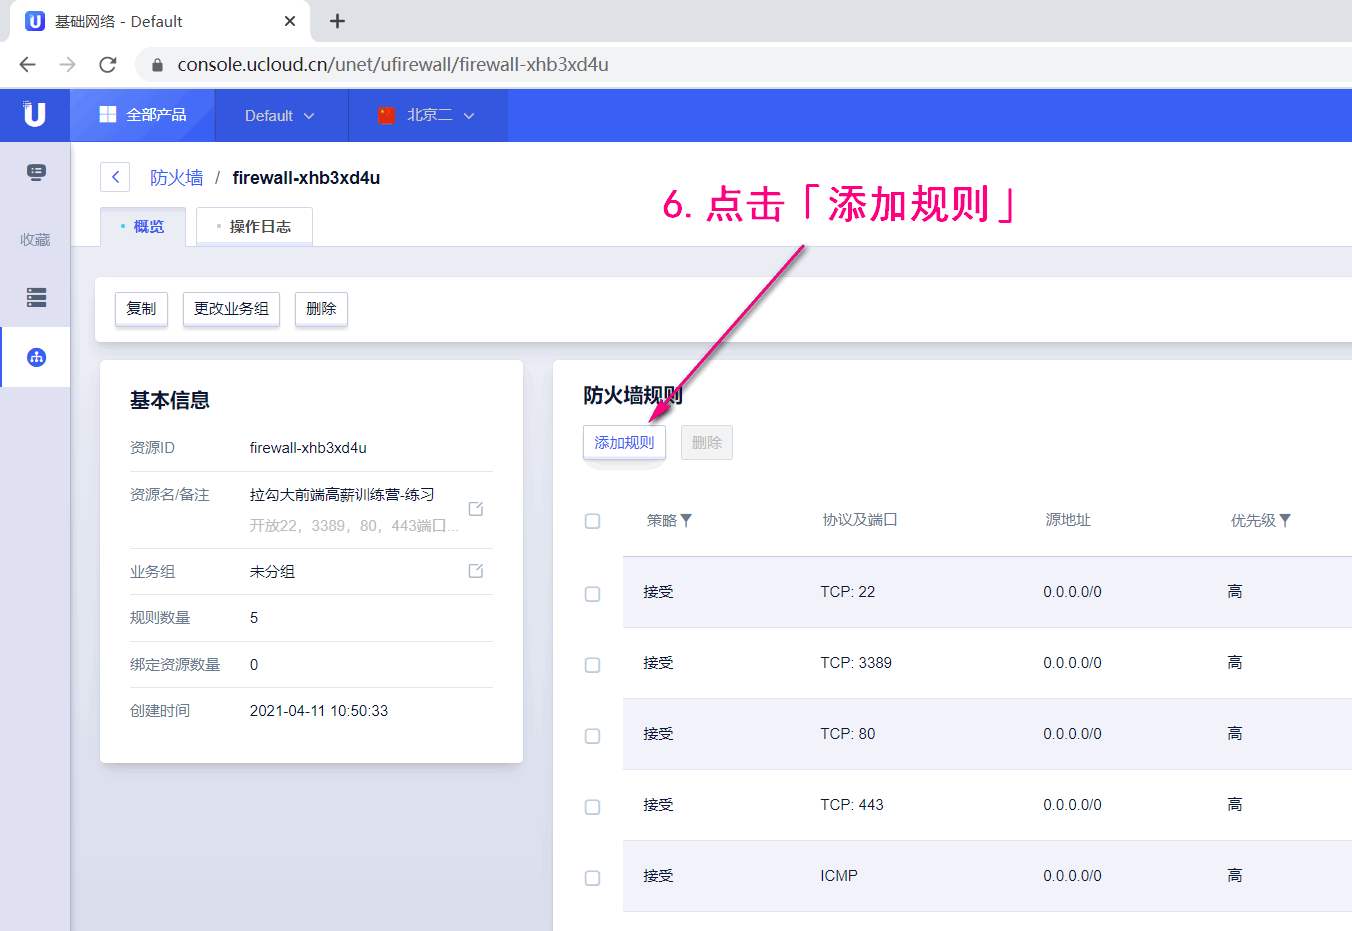 基础网络 - Default
console.ucloud.cn/unet/ufirewall/firewall-xhb3xd4u
U
全部产品
Default
北京二
防火墙 / firewall-xhb3xd4u
6. 点击「添加规则」
概览
操作日志
收藏
复制
更改业务组
删除
基本信息
资源ID firewall-xhb3xd4u
资源名/备注 拉勾大前端高薪训练营-练习
开放22，3389，80，443端口...
业务组 未分组
规则数量 5
绑定资源数量 0
创建时间 2021-04-11 10:50:33
防火墙规则
添加规则
删除
策略 协议及端口 源地址 优先级
接受 TCP: 22 0.0.0.0/0 高
接受 TCP: 3389 0.0.0.0/0 高
接受 TCP: 80 0.0.0.0/0 高
接受 TCP: 443 0.0.0.0/0 高
接受 ICMP 0.0.0.0/0 高